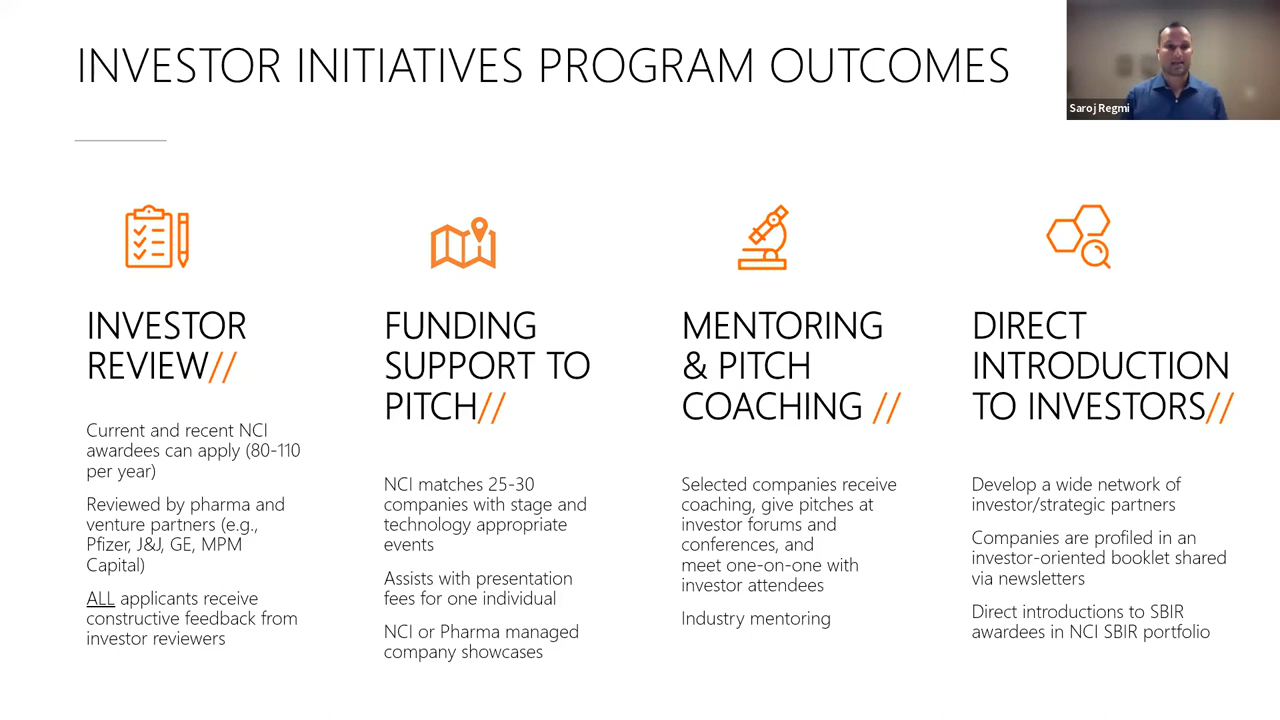 INVESTOR INITIATIVES PROGRAM OUTCOMES
Saroj Regmi
INVESTOR
REVIEW//
Current and recent NCI
awardees can apply (80-110
per year)
Reviewed by pharma and
venture partners (e.g.,
Pfizer, J&J, GE, MPM
Capital)
ALL applicants receive
constructive feedback from
investor reviewers
FUNDING
SUPPORT TO
PITCH//
NCI matches 25-30
companies with stage and
technology appropriate
events
Assists with presentation
fees for one individual
NCI or Pharma managed
company showcases
MENTORING
& PITCH
COACHING //
Selected companies receive
coaching, give pitches at
investor forums and
conferences, and
meet one-on-one with
investor attendees
Industry mentoring
DIRECT
INTRODUCTION
TO INVESTORS//
Develop a wide network of
investor/strategic partners
Companies are profiled in an
investor-oriented booklet shared
via newsletters
Direct introductions to SBIR
awardees in NCI SBIR portfolio